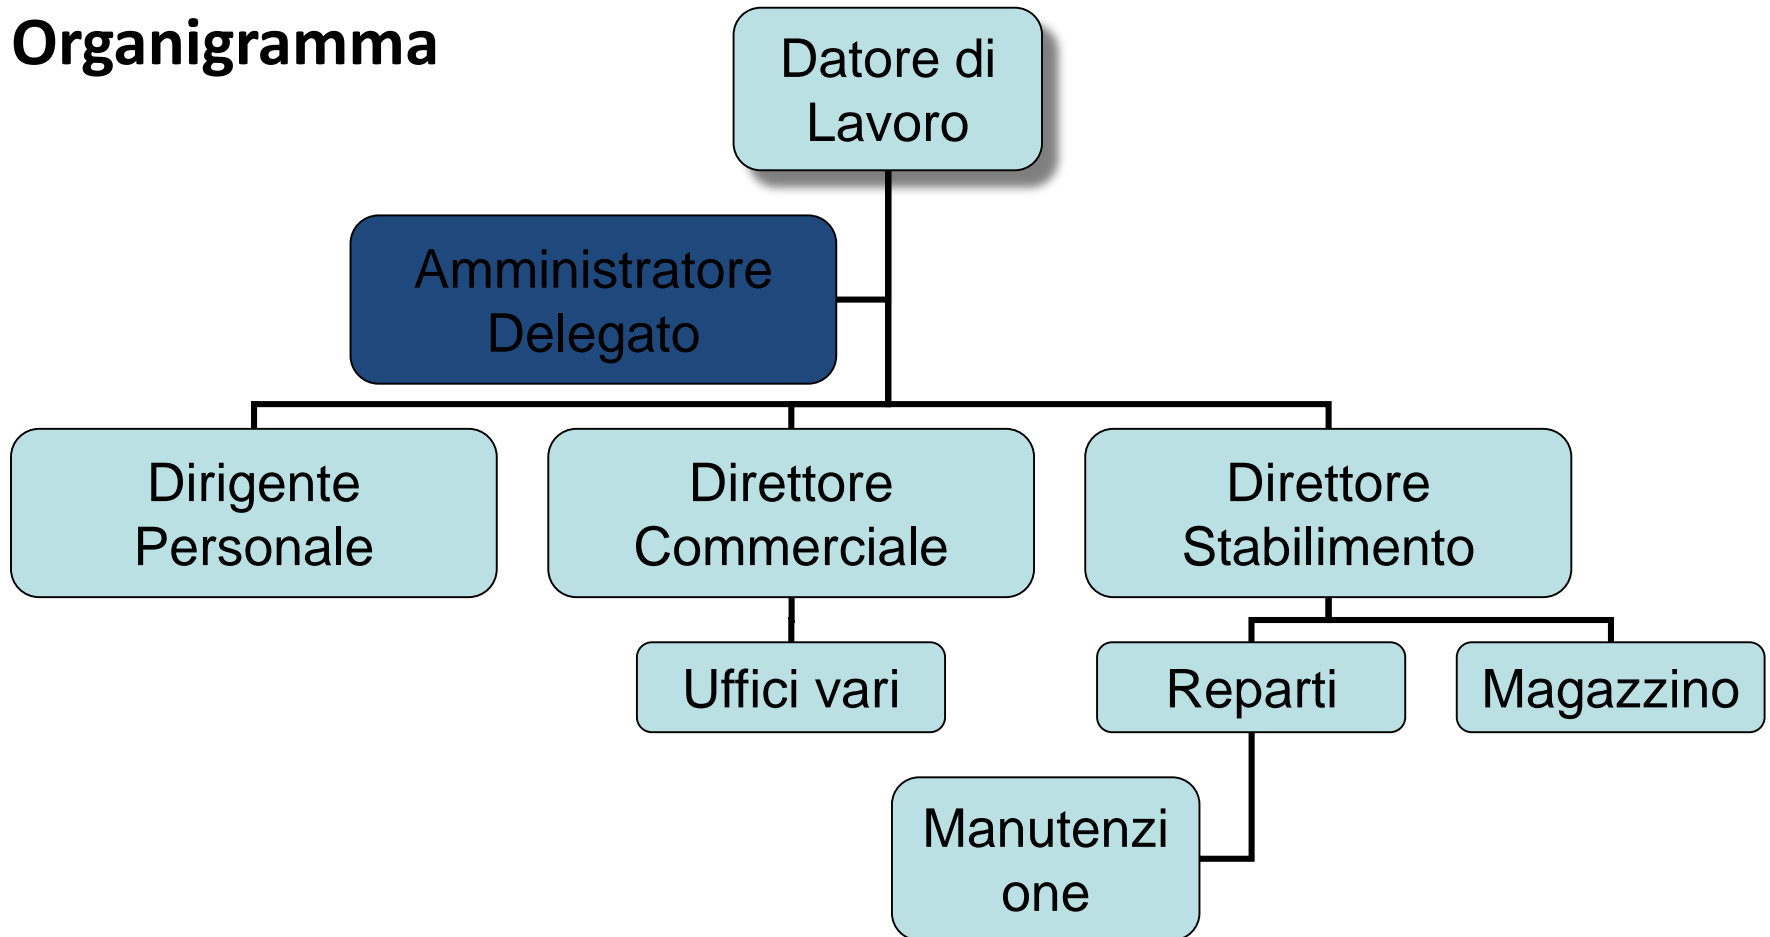 Organigramma
Datore di
Lavoro
Amministratore
Delegato
Dirigente
Personale
Direttore
Commerciale
Direttore
Stabilimento
Uffici vari
Reparti
Magazzino
Manutenzi
one